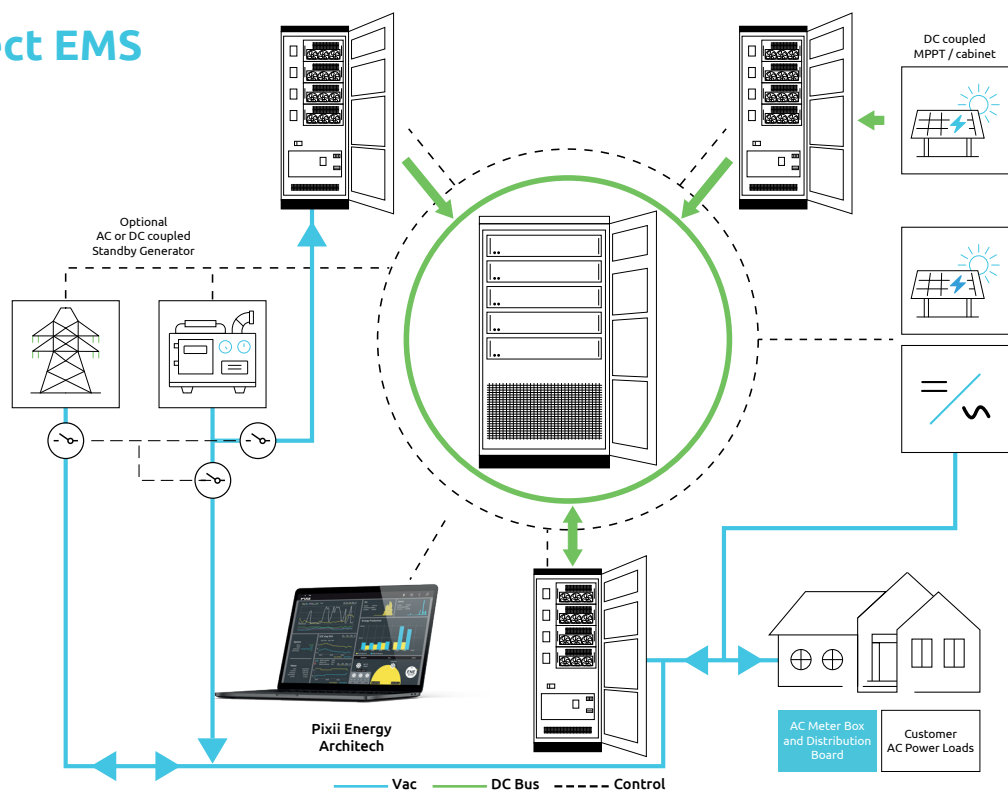 ect EMS
DC coupled
MPPT / cabinet
Optional
AC or DC coupled
Standby Generator
Pixii Energy
Architech
AC Meter Box
and Distribution
Board
Customer
AC Power Loads
Vac
DC Bus
Control